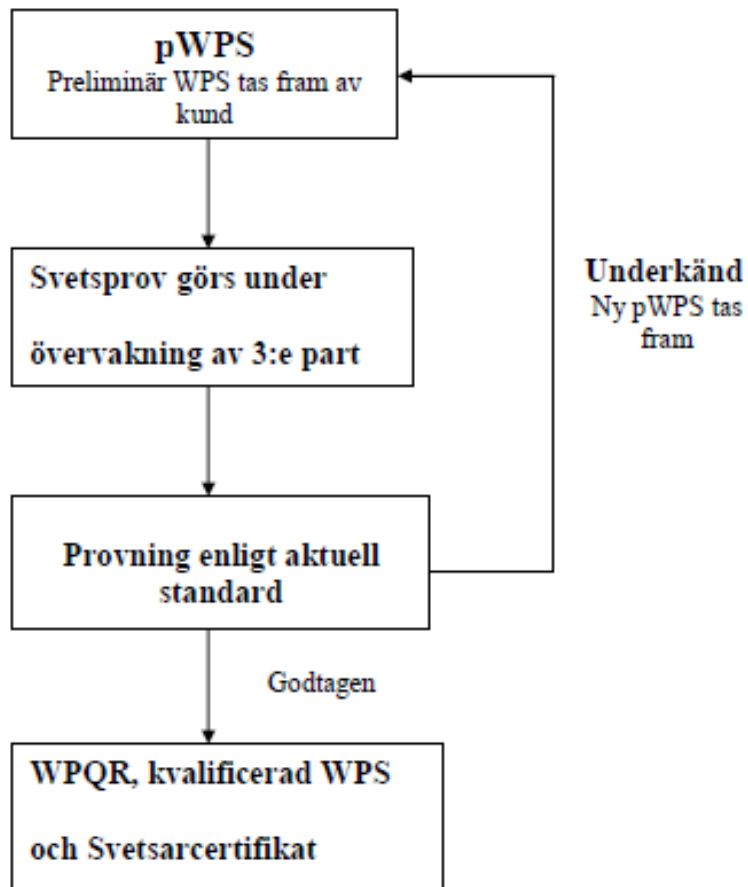 pWPS
Preliminär WPS tas fram av
kund
Svetsprov görs under
övervakning av 3:e part
Underkänd
Ny pWPS tas
fram
Provning enligt aktuell
standard
Godtagen
WPQR, kvalificerad WPS
och Svetsarcertifikat